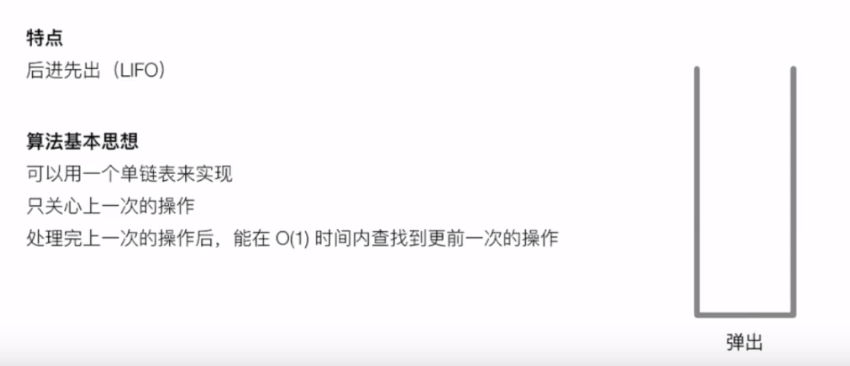 特点
后进先出（LIFO）
算法基本思想
可以用一个单链表来实现
只关心上一次的操作
处理完上一次的操作后，能在 O(1) 时间内查找到更前一次的操作
弹出